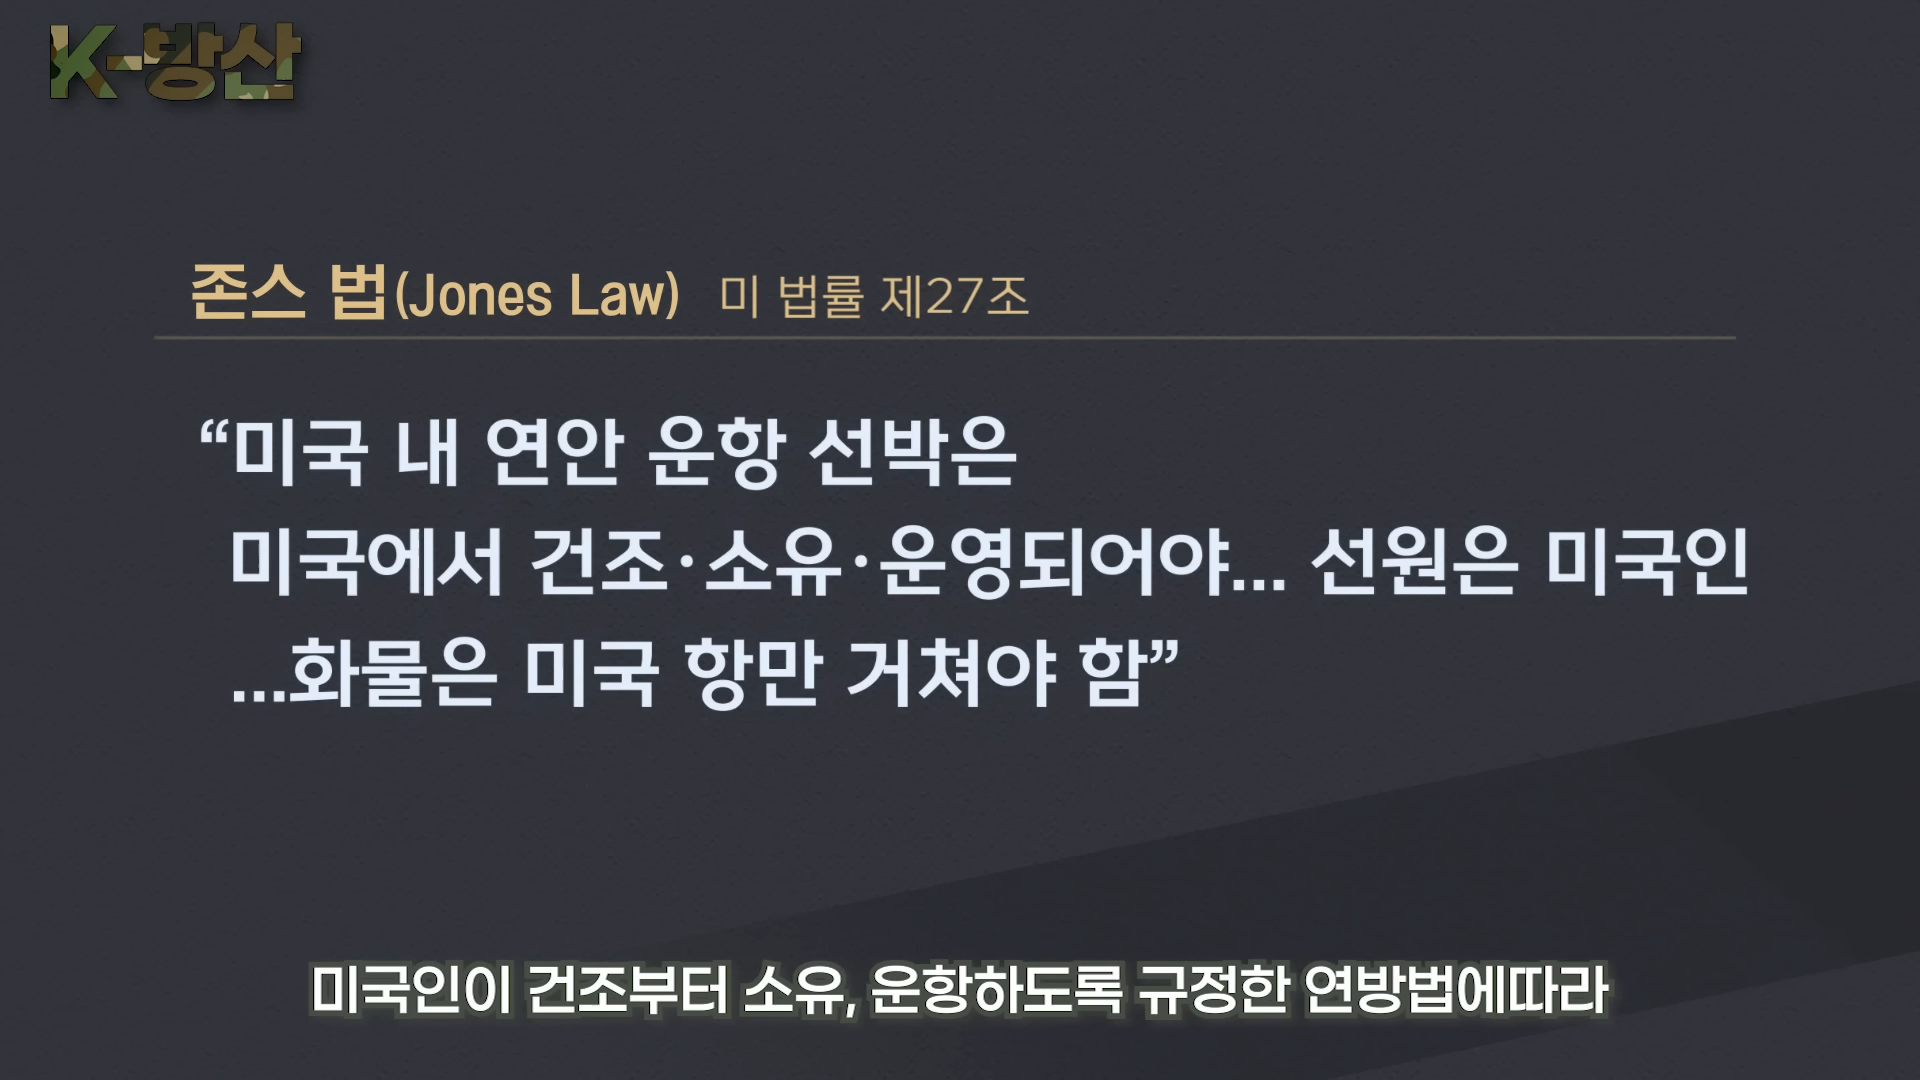 K-방산
존스 법(Jones Law) 미 법률 제27조
“미국 내 연안 운항 선박은
미국에서 건조·소유·운영되어야... 선원은 미국인
...화물은 미국 항만 거쳐야 함”
미국인이 건조부터 소유, 운항하도록 규정한 연방법에따라